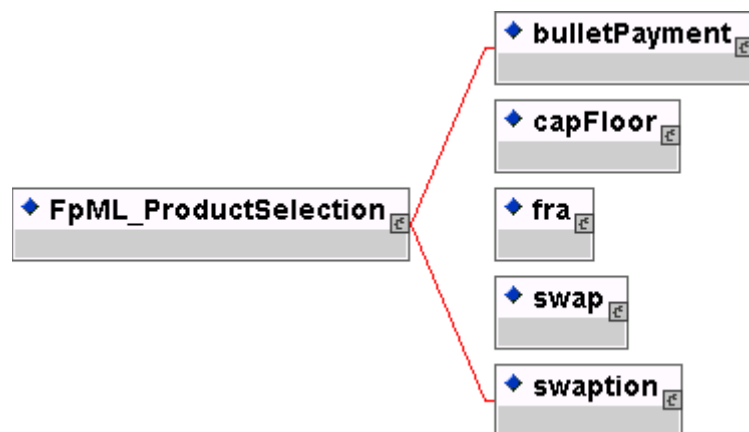 bulletPayment
capFloor
FpML_ProductSelection
fra
swap
swaption